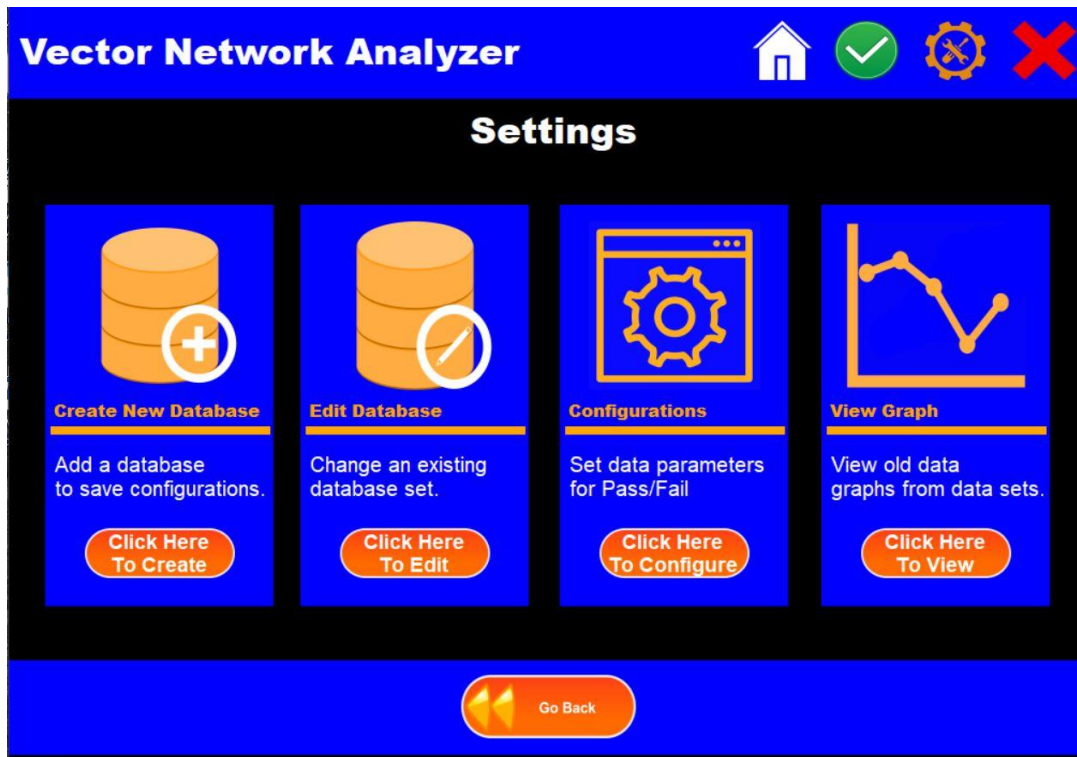 Vector Network Analyzer
Settings
Create New Database
Add a database
to save configurations.
Click Here
To Create
Edit Database
Change an existing
database set.
Click Here
To Edit
Configurations
Set data parameters
for Pass/Fail
Click Here
To Configure
View Graph
View old data
graphs from data sets.
Click Here
To View
Go Back